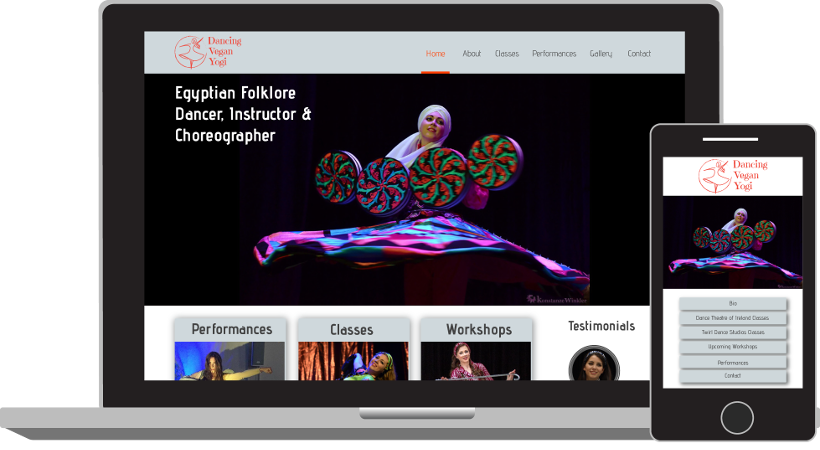 Dancing
Vegan
Yogi
Home About Classes Performances Gallery Contact
Egyptian Folklore
Dancer, Instructor &
Choreographer
KonstanzeWinkler
Performances
Classes
Workshops
Testimonials
Dancing
Vegan
Yogi
Bio
Dance Theatre of Ireland Classes
Twirl Dance Studios Classes
Upcoming Workshops
Performances
Contact